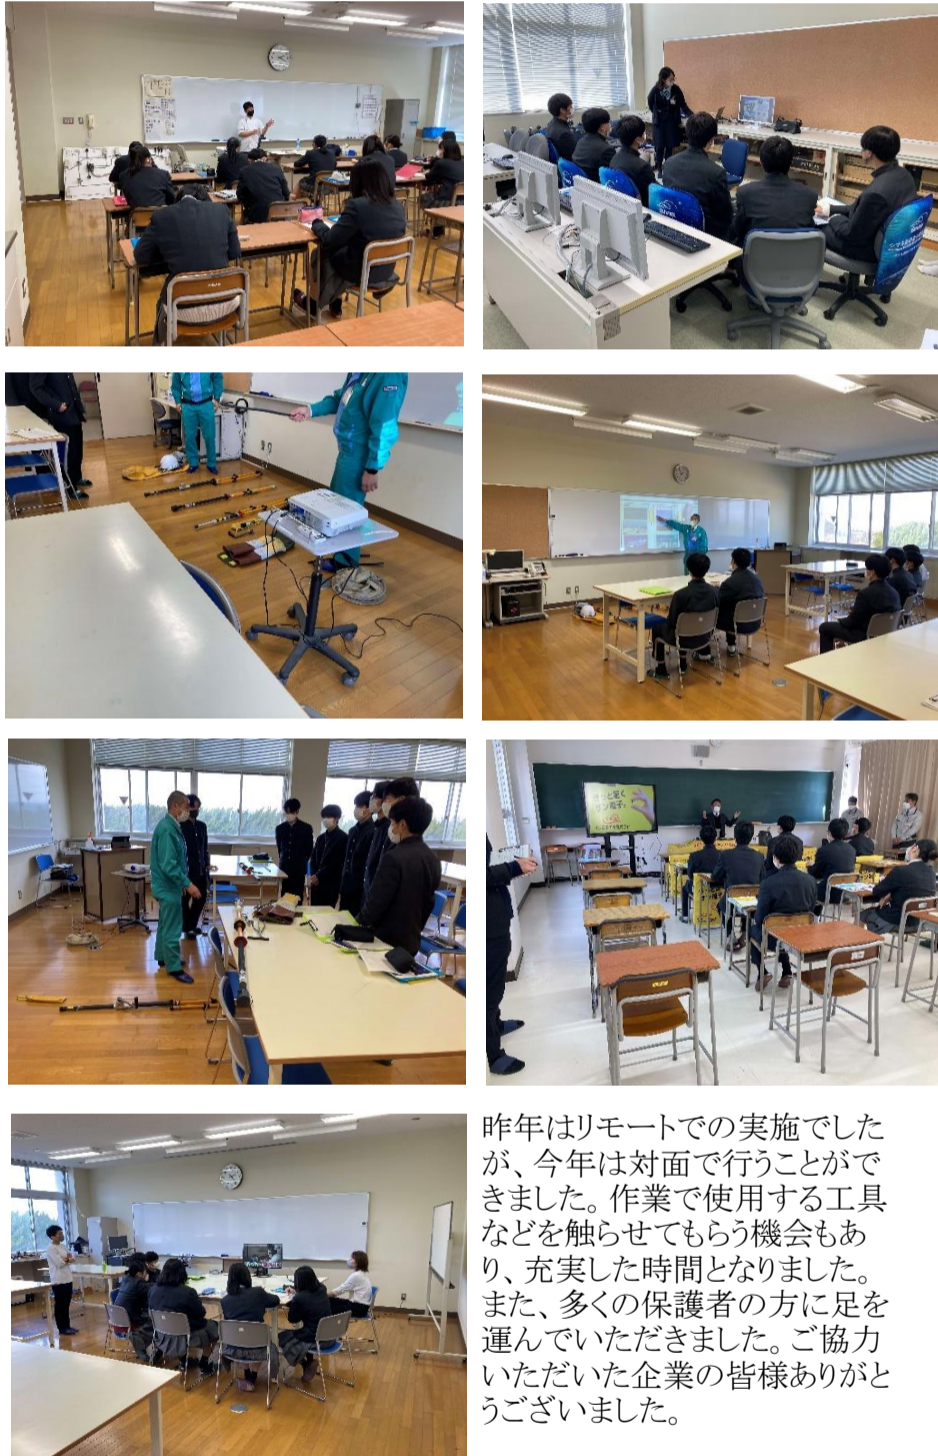 昨年はリモートでの実施でした
が、今年は対面で行うことがで
きました。作業で使用する工具
などを触らせてもらう機会もあ
り、充実した時間となりました。
また、多くの保護者の方に足を
運んでいただきました。ご協力
いただいた企業の皆様ありがと
うございました。